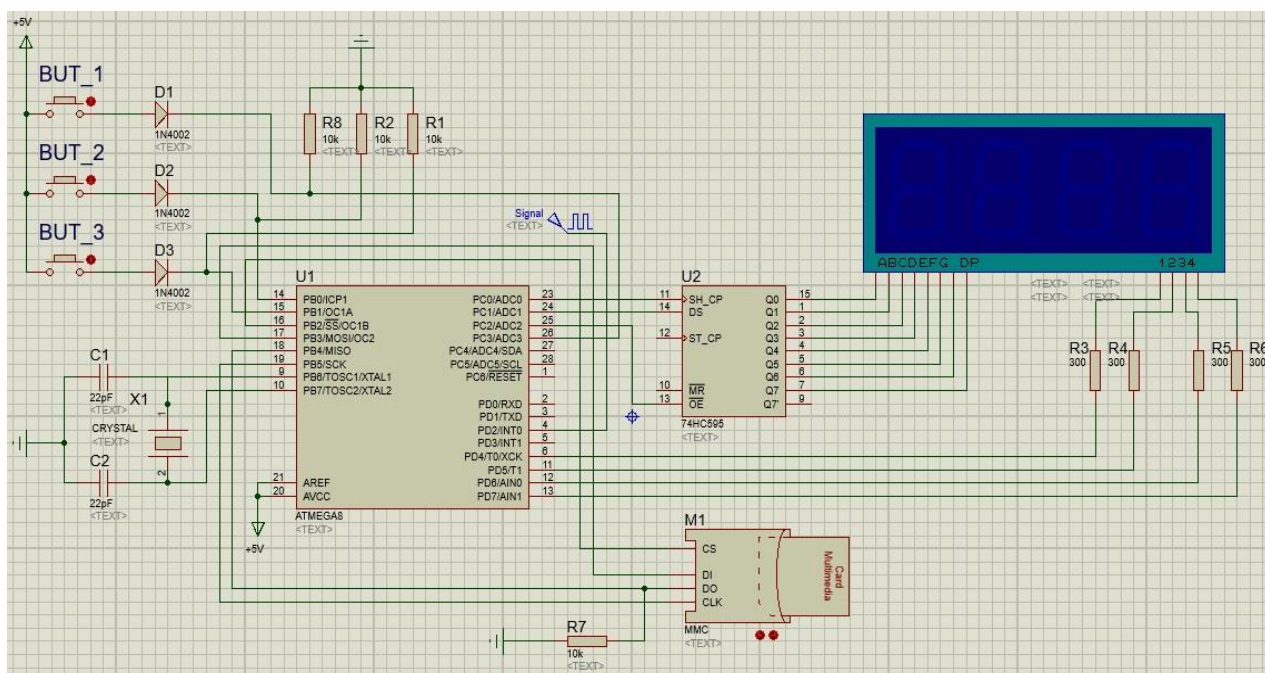 +5V
BUT_1
D1
1N4002
<TEXT>
BUT_2
D2
1N4002
<TEXT>
BUT_3
D3
1N4002
<TEXT>
R8
10k
<TEXT>
R2
10k
<TEXT>
R1
10k
<TEXT>
Signal
<TEXT>
U1
14 PB0/ICP1
15 PB1/OC1A
16 PB2/SS/OC1B
17 PB3/MOSI/OC2
18 PB4/MISO
19 PB5/SCK
9 PB6/TOSC1/XTAL1
10 PB7/TOSC2/XTAL2
21 AREF
20 AVCC
PC0/ADC0 23
PC1/ADC1 24
PC2/ADC2 25
PC3/ADC3 26
PC4/ADC4/SDA 27
PC5/ADC5/SCL 28
PC6/RESET 1
PD0/RXD 2
PD1/TXD 3
PD2/INT0 4
PD3/INT1 5
PD4/T0/XCK 6
PD5/T1 11
PD6/AIN0 12
PD7/AIN1 13
ATMEGA8
<TEXT>
+5V
C1
22pF
<TEXT>
X1
1
CRYSTAL
<TEXT>
2
C2
22pF
<TEXT>
U2
11 SH_CP
14 DS
12 ST_CP
10 MR
13 OE
Q0 15
Q1 1
Q2 2
Q3 3
Q4 4
Q5 5
Q6 6
Q7 7
Q7' 9
74HC595
<TEXT>
ABCDEFG DP
1234
<TEXT>
<TEXT>
<TEXT>
<TEXT>
R3
300
R4
300
R5
300
R6
300
M1
CS
DI
DO
CLK
Multimedia
Card
MMC
<TEXT>
R7
10k
<TEXT>